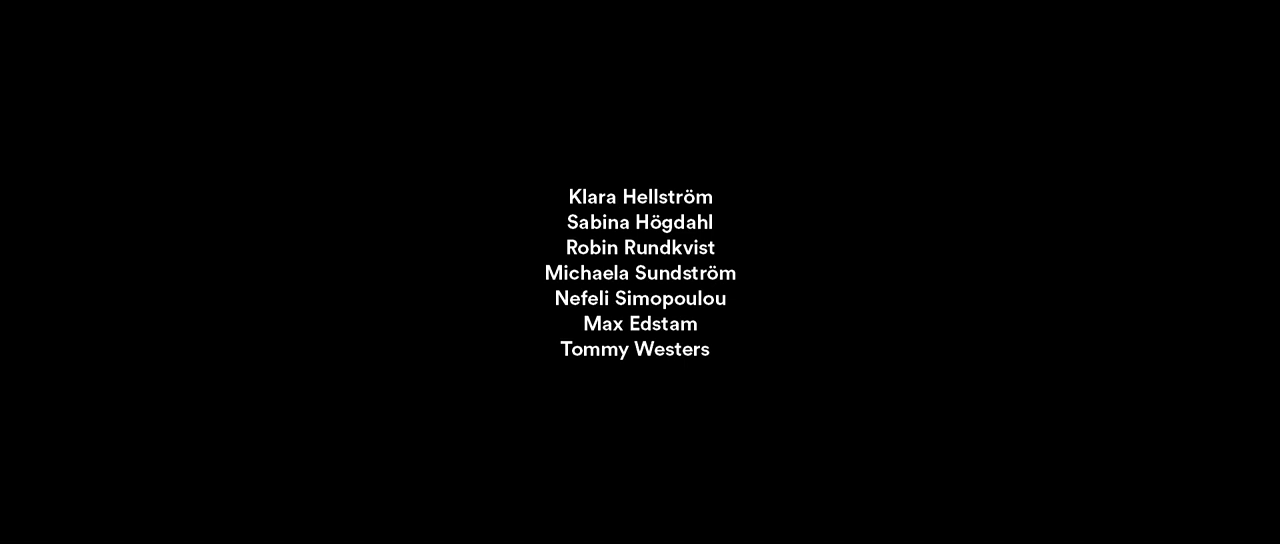 Klara Hellström
Sabina Högdahl
Robin Rundkvist
Michaela Sundström
Nefeli Simopoulou
Max Edstam
Tommy Westers